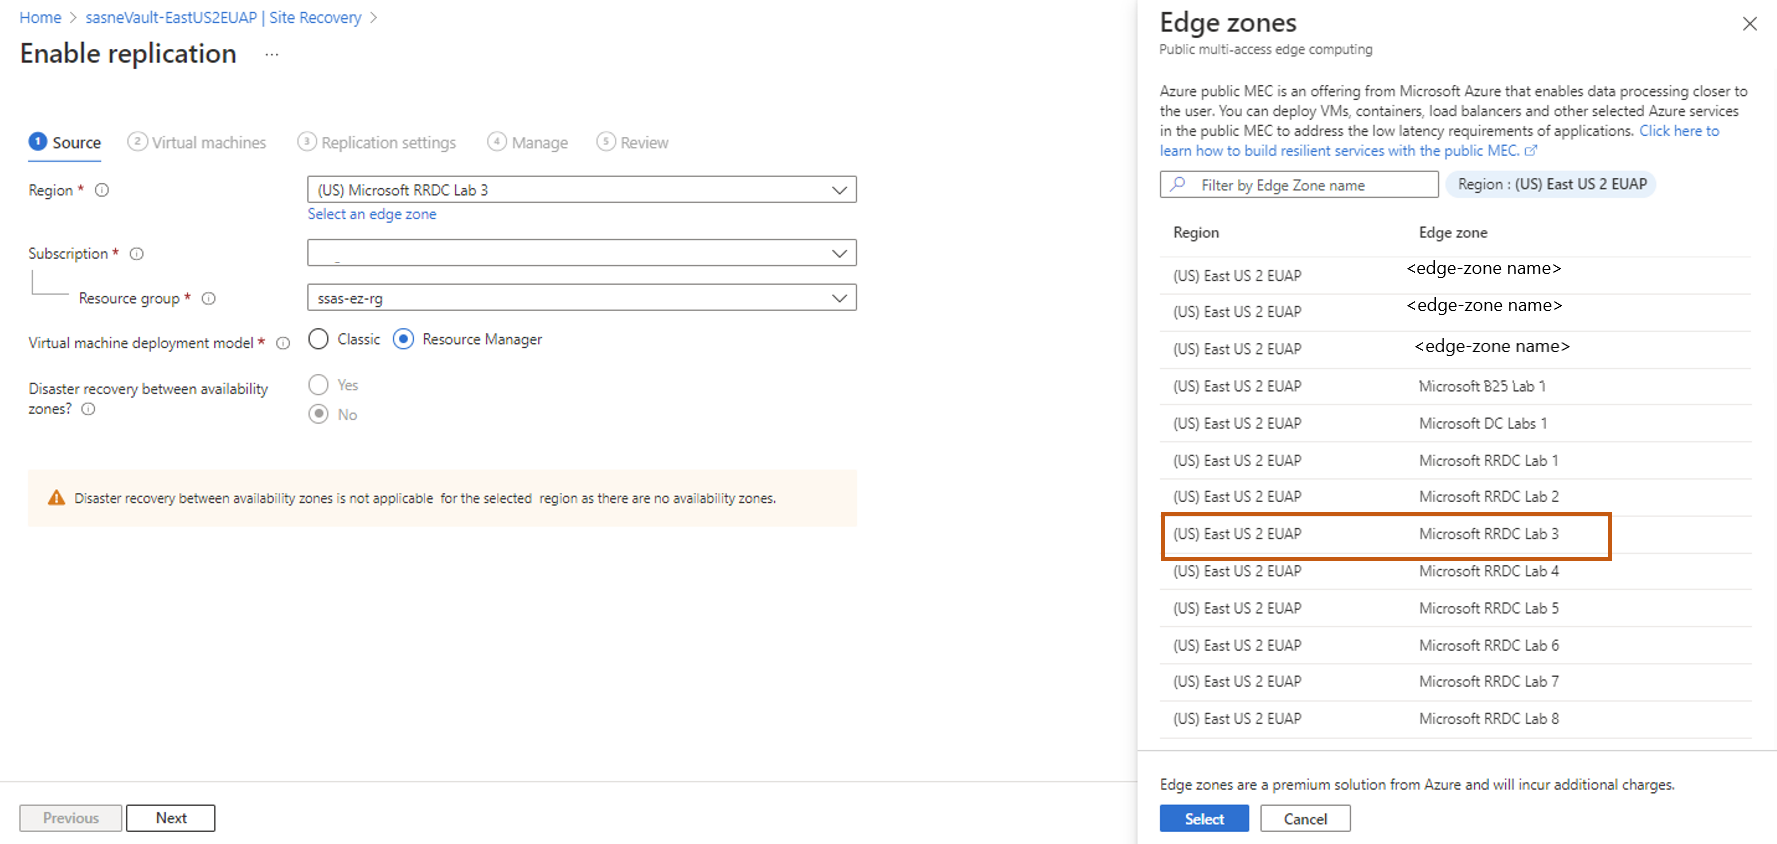 Home > sasneVault-EastUS2EUAP | Site Recovery >
Enable replication ...
1 Source 2 Virtual machines 3 Replication settings 4 Manage 5 Review
Region *
(US) Microsoft RRDC Lab 3
Select an edge zone
Subscription *
Resource group *
ssas-ez-rg
Virtual machine deployment model *
Classic
Resource Manager
Disaster recovery between availability
zones?
Yes
No
Disaster recovery between availability zones is not applicable for the selected region as there are no availability zones.
Previous
Next
Edge zones
Public multi-access edge computing
Azure public MEC is an offering from Microsoft Azure that enables data processing closer to
the user. You can deploy VMs, containers, load balancers and other selected Azure services
in the public MEC to address the low latency requirements of applications. Click here to
learn how to build resilient services with the public MEC.
Filter by Edge Zone name
Region : (US) East US 2 EUAP
Region Edge zone
(US) East US 2 EUAP <edge-zone name>
(US) East US 2 EUAP <edge-zone name>
(US) East US 2 EUAP <edge-zone name>
(US) East US 2 EUAP Microsoft B25 Lab 1
(US) East US 2 EUAP Microsoft DC Labs 1
(US) East US 2 EUAP Microsoft RRDC Lab 1
(US) East US 2 EUAP Microsoft RRDC Lab 2
(US) East US 2 EUAP Microsoft RRDC Lab 3
(US) East US 2 EUAP Microsoft RRDC Lab 4
(US) East US 2 EUAP Microsoft RRDC Lab 5
(US) East US 2 EUAP Microsoft RRDC Lab 6
(US) East US 2 EUAP Microsoft RRDC Lab 7
(US) East US 2 EUAP Microsoft RRDC Lab 8
Edge zones are a premium solution from Azure and will incur additional charges.
Select
Cancel